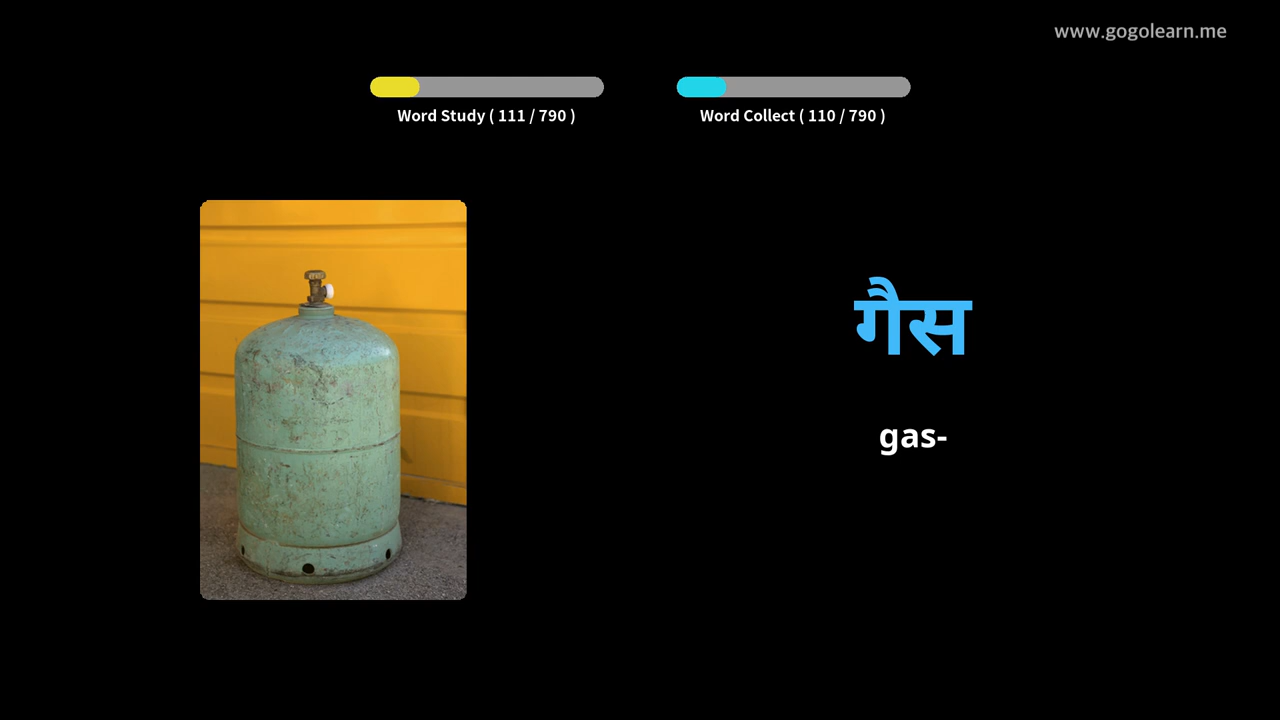 www.gogolearn.me
Word Study ( 111 / 790 )
Word Collect ( 110 / 790 )
गैस
gas-